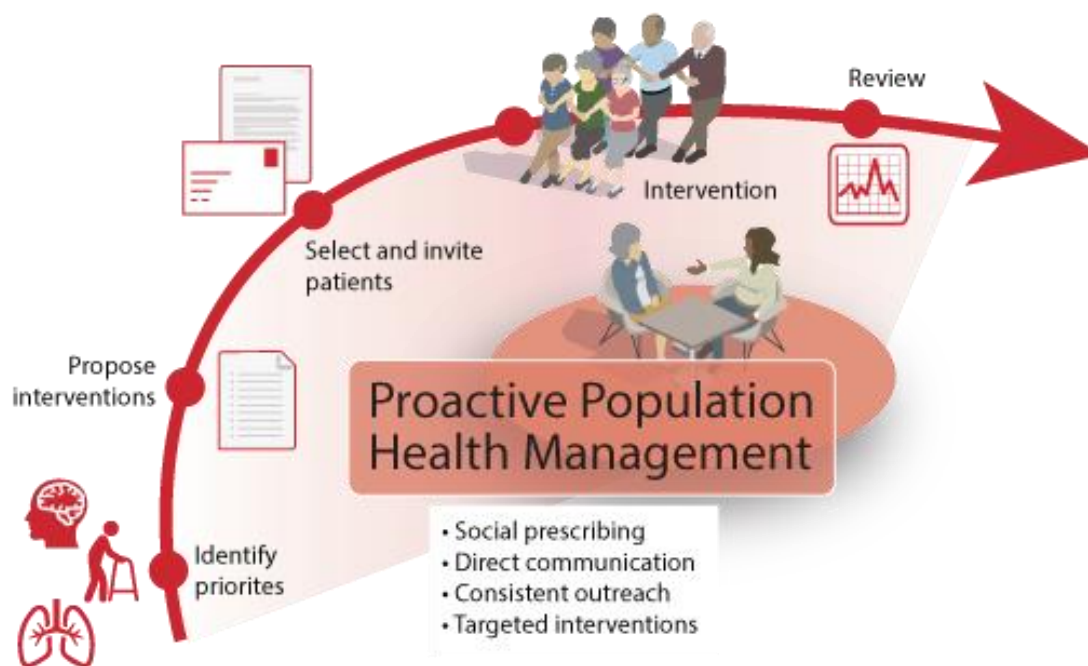 Review
Intervention
Select and invite
patients
Propose
interventions
Identify
priorites
Proactive Population
Health Management
• Social prescribing
• Direct communication
• Consistent outreach
• Targeted interventions